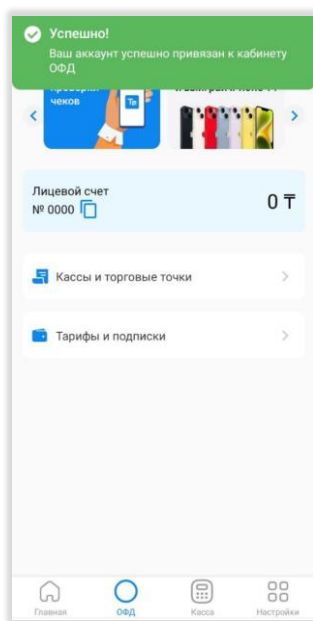 Успешно!
Ваш аккаунт успешно привязан к кабинету
ОФД
чеков
Лицевой счет
№ 0000
0 ₸
Кассы и торговые точки
Тарифы и подписки
Главная
ОФД
Касса
Настройки